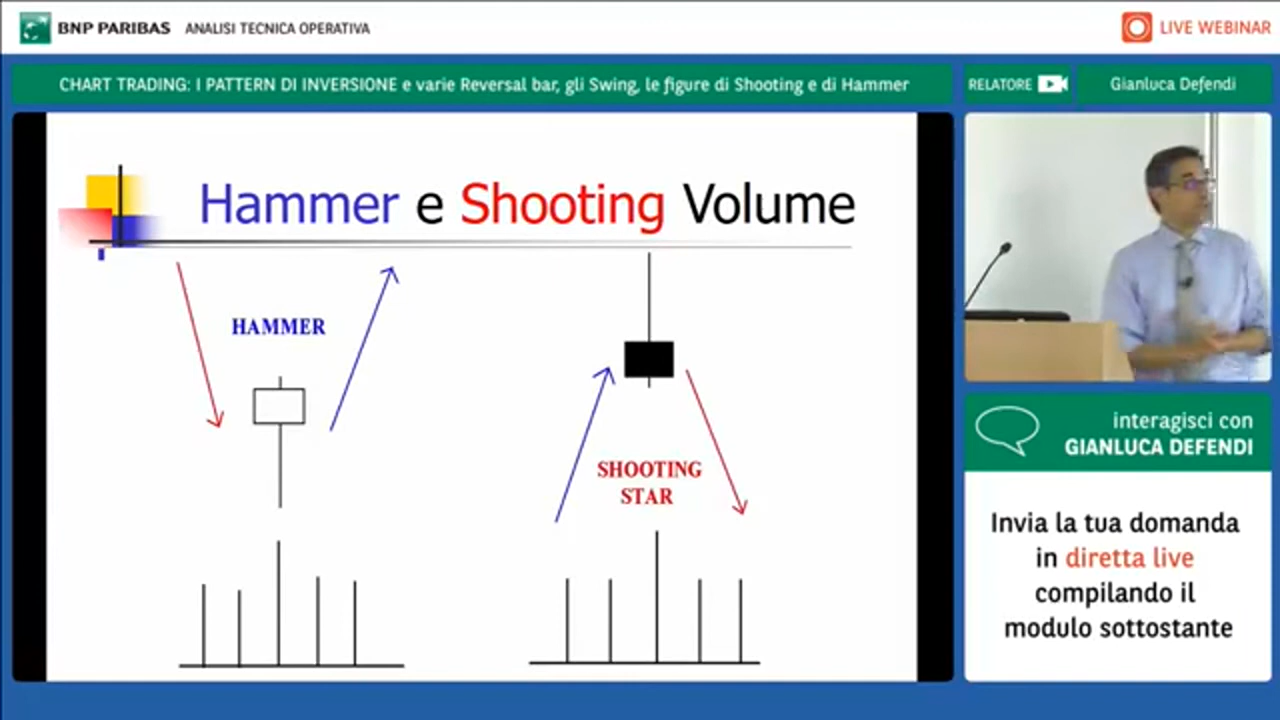 BNP PARIBAS ANALISI TECNICA OPERATIVA
LIVE WEBINAR
CHART TRADING: I PATTERN DI INVERSIONE e varie Reversal bar, gli Swing, le figure di Shooting e di Hammer
RELATORE
Gianluca Defendi
Hammer e Shooting Volume
HAMMER
SHOOTING
STAR
interagisci con
GIANLUCA DEFENDI
Invia la tua domanda
in diretta live
compilando il
modulo sottostante